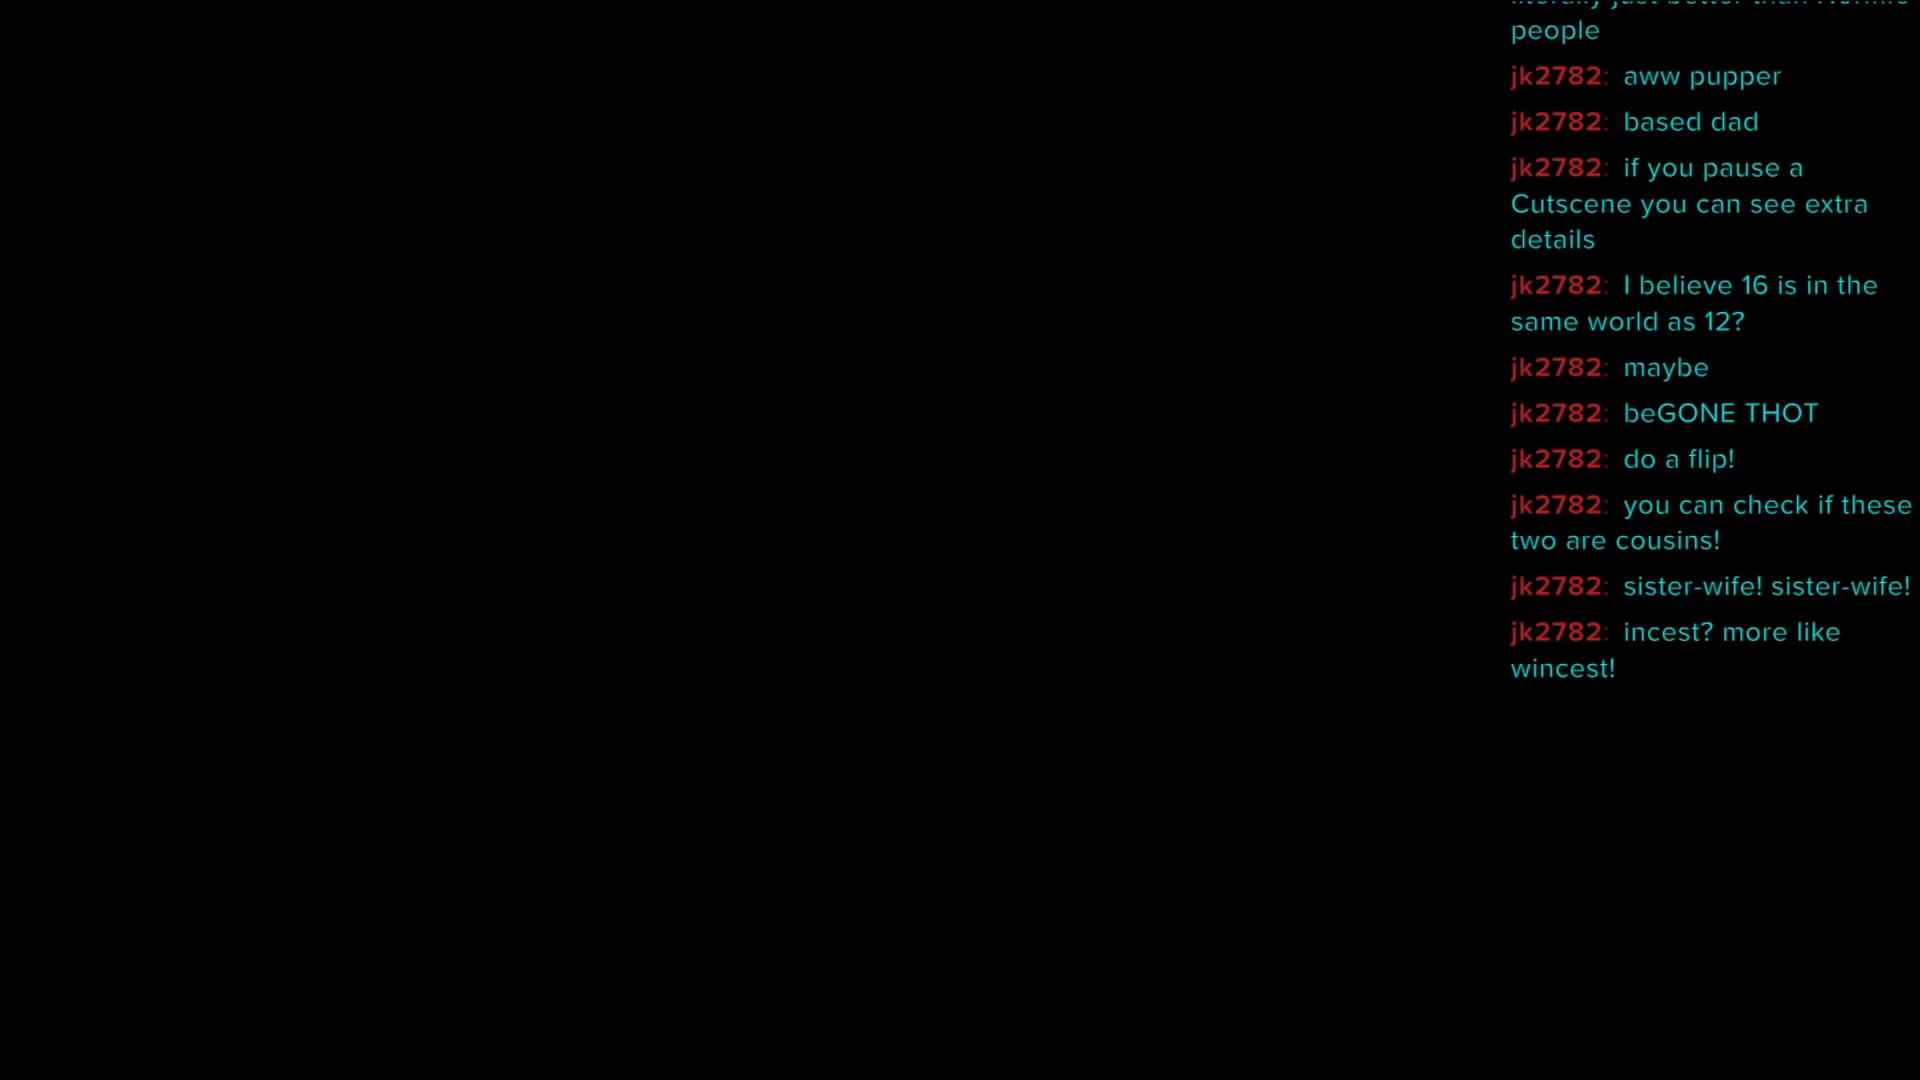 people
jk2782: aww pupper
jk2782: based dad
jk2782: if you pause a
Cutscene you can see extra
details
jk2782: I believe 16 is in the
same world as 12?
jk2782: maybe
jk2782: beGONE THOT
jk2782: do a flip!
jk2782: you can check if these
two are cousins!
jk2782: sister-wife! sister-wife!
jk2782: incest? more like
wincest!